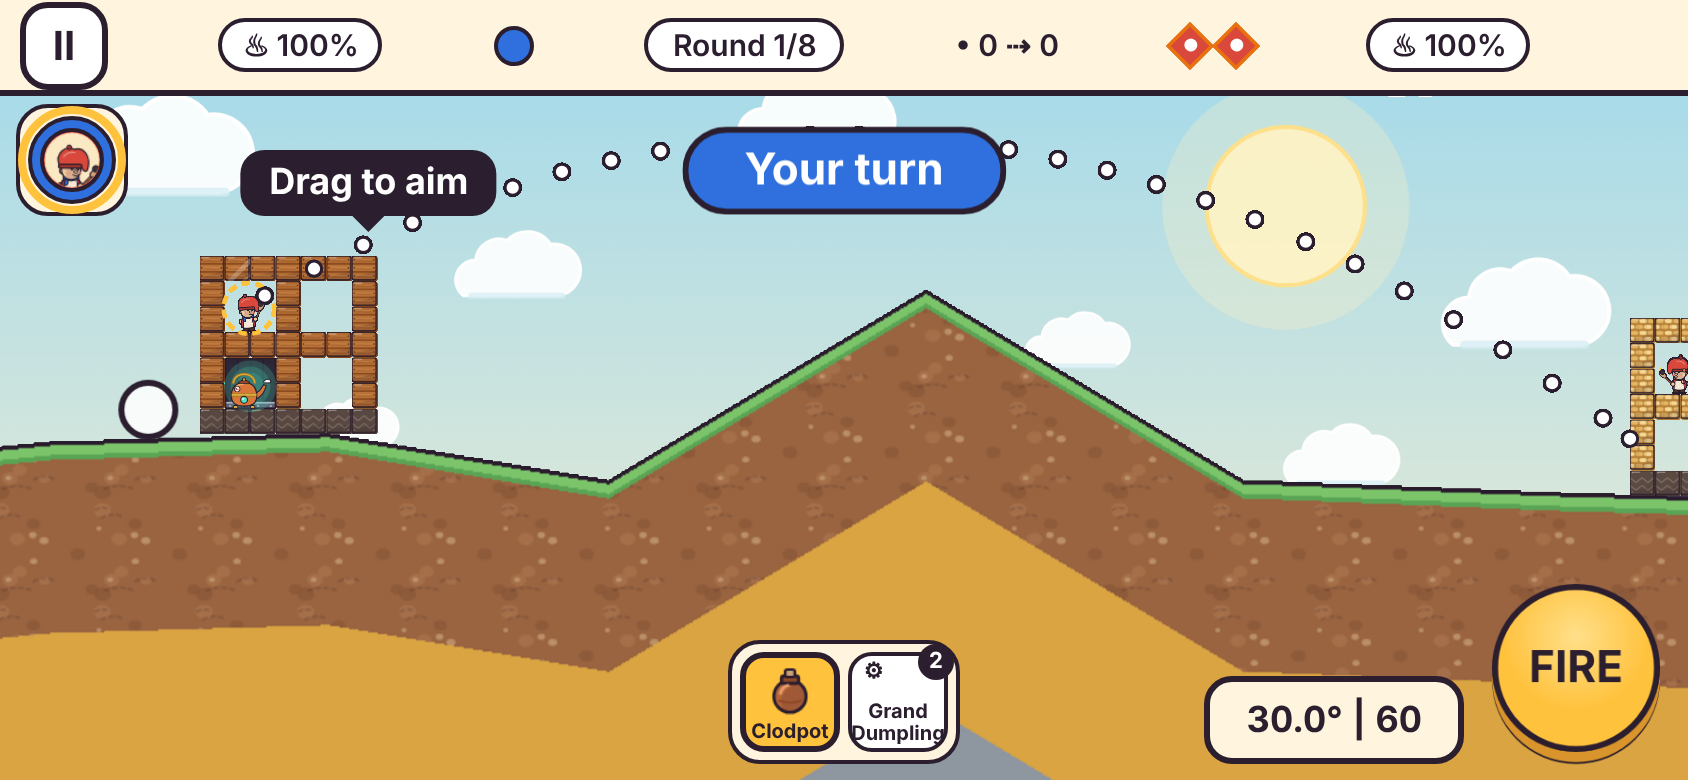 100%
Round 1/8
• 0 ⇢ 0
100%
Your turn
Drag to aim
Clodpot
2
Grand
Dumpling
30.0° | 60
FIRE